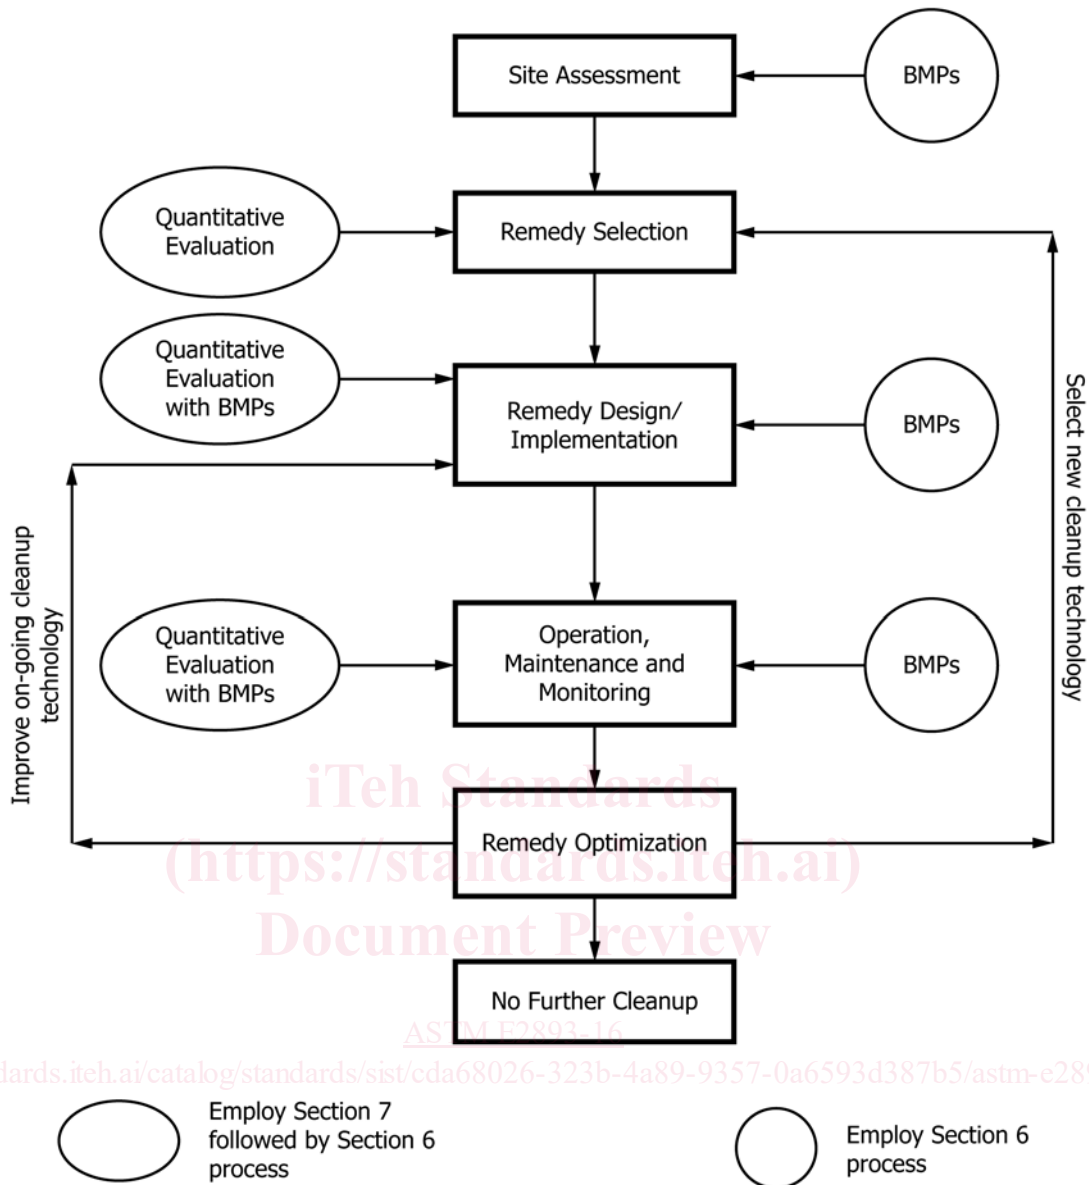 Site Assessment
BMPs
Quantitative
Evaluation
Remedy Selection
Quantitative
Evaluation
with BMPs
Remedy Design/
Implementation
BMPs
Select new cleanup technology
Improve on-going cleanup
technology
Quantitative
Evaluation
with BMPs
Operation,
Maintenance and
Monitoring
BMPs
iTeh Standards
Remedy Optimization
(https://standards.iteh.ai)
Document Preview
No Further Cleanup
ASTM E2893-16
dards.iteh.ai/catalog/standards/sist/cda68026-323b-4a89-9357-0a6593d387b5/astm-e289
Employ Section 7
followed by Section 6
process
Employ Section 6
process